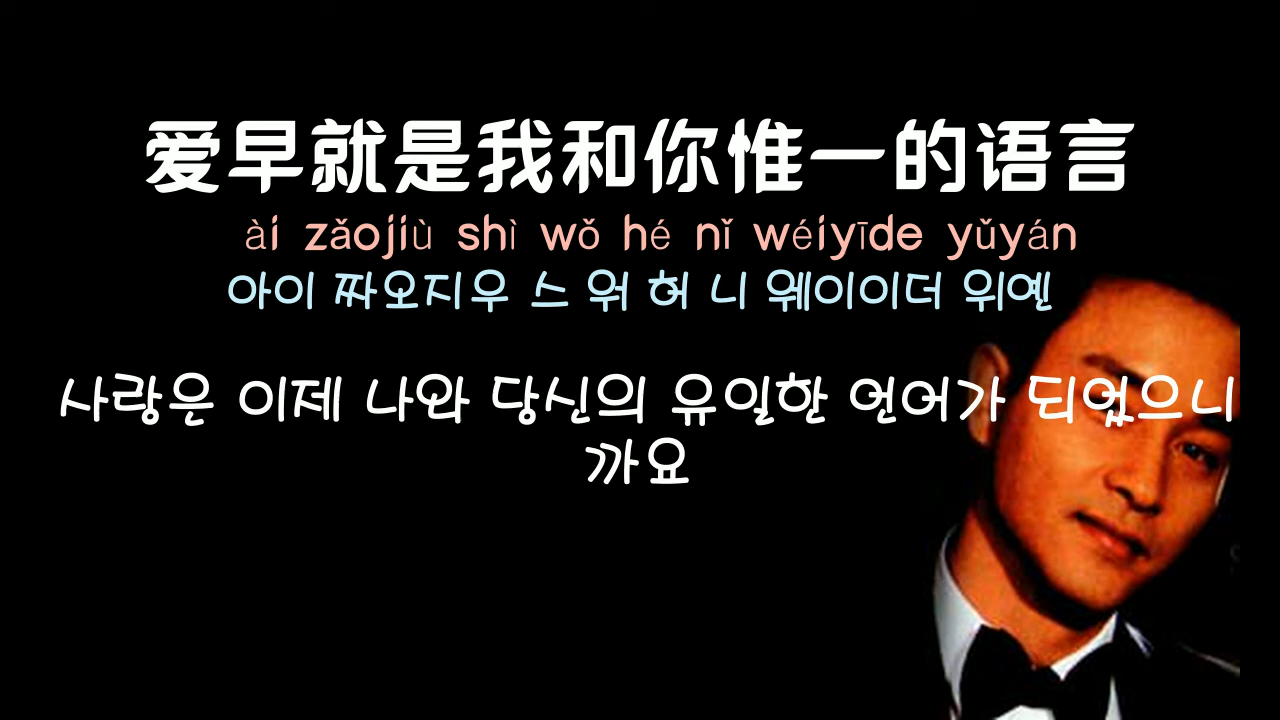 爱早就是我和你惟一的语言
ài zǎojiù shì wǒ hé nǐ wéiyīde yǔyán
아이 짜오지우 스 워 허 니 웨이이더 위옌
사랑은 이제 나와 당신의 유일한 언어가 되었으니
까요